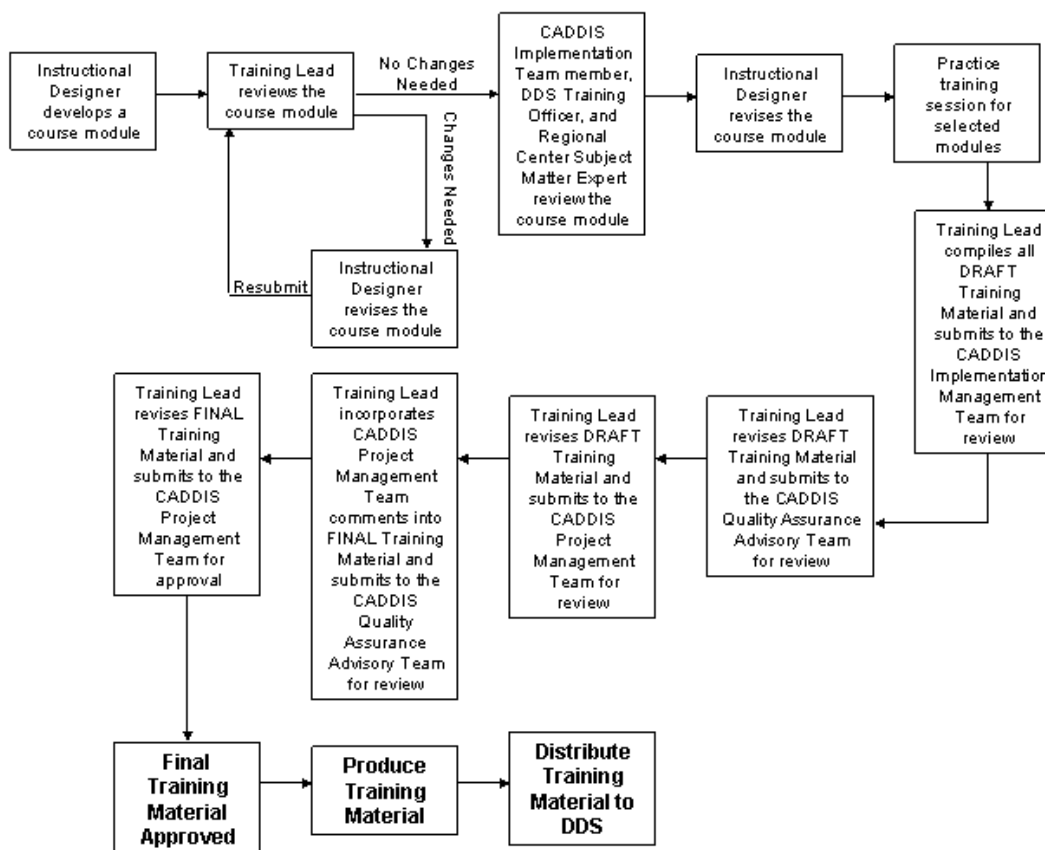 Instructional
Designer
develops a
course module
Training Lead
reviews the
course module
No Changes
Needed
Changes Needed
Resubmit
Instructional
Designer
revises the
course module
CADDIS
Implementation
Team member,
DDS Training
Officer, and
Regional
Center Subject
Matter Expert
review the
course module
Instructional
Designer
revises the
course module
Practice
training
session for
selected
modules
Training Lead
compiles all
DRAFT
Training
Material and
submits to the
CADDIS
Implementation
Management
Team for
review
Training Lead
revises DRAFT
Training Material
and submits to
the CADDIS
Quality Assurance
Advisory Team
for review
Training Lead
revises DRAFT
Training
Material and
submits to the
CADDIS
Project
Management
Team for
review
Training Lead
incorporates
CADDIS
Project
Management
Team
comments into
FINAL Training
Material and
submits to the
CADDIS
Quality
Assurance
Advisory Team
for review
Training Lead
revises FINAL
Training
Material and
submits to the
CADDIS
Project
Management
Team for
approval
Final
Training
Material
Approved
Produce
Training
Material
Distribute
Training
Material to
DDS